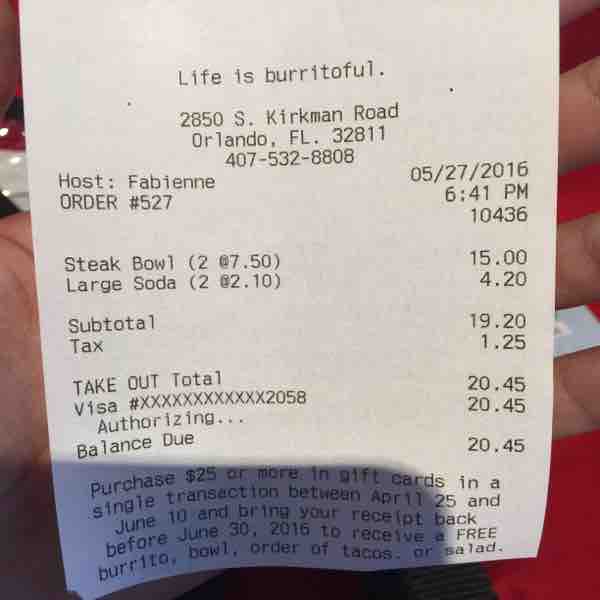 Life is burritoful.
2850 S. Kirkman Road
Orlando, FL. 32811
407-532-8808
Host: Fabienne 05/27/2016
ORDER #527 6:41 PM
10436
Steak Bowl (2 @7.50) 15.00
Large Soda (2 @2.10) 4.20
Subtotal 19.20
Tax 1.25
TAKE OUT Total 20.45
Visa #XXXXXXXXXXXX2058 20.45
Authorizing...
Balance Due 20.45
Purchase $25 or more in gift cards in a
single transaction between April 25 and
June 10 and bring your receipt back
before June 30, 2016 to receive a FREE
burrito, bowl, order of tacos. or salad.